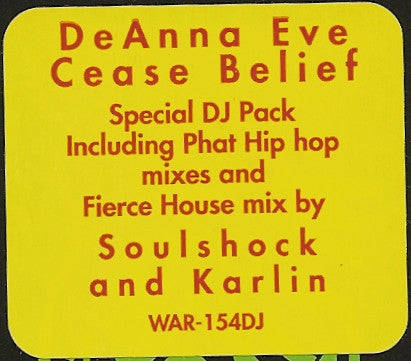 DeAnna Eve
Cease Belief
Special DJ Pack
Including Phat Hip hop
mixes and
Fierce House mix by
Soulshock
and Karlin
WAR-154DJ